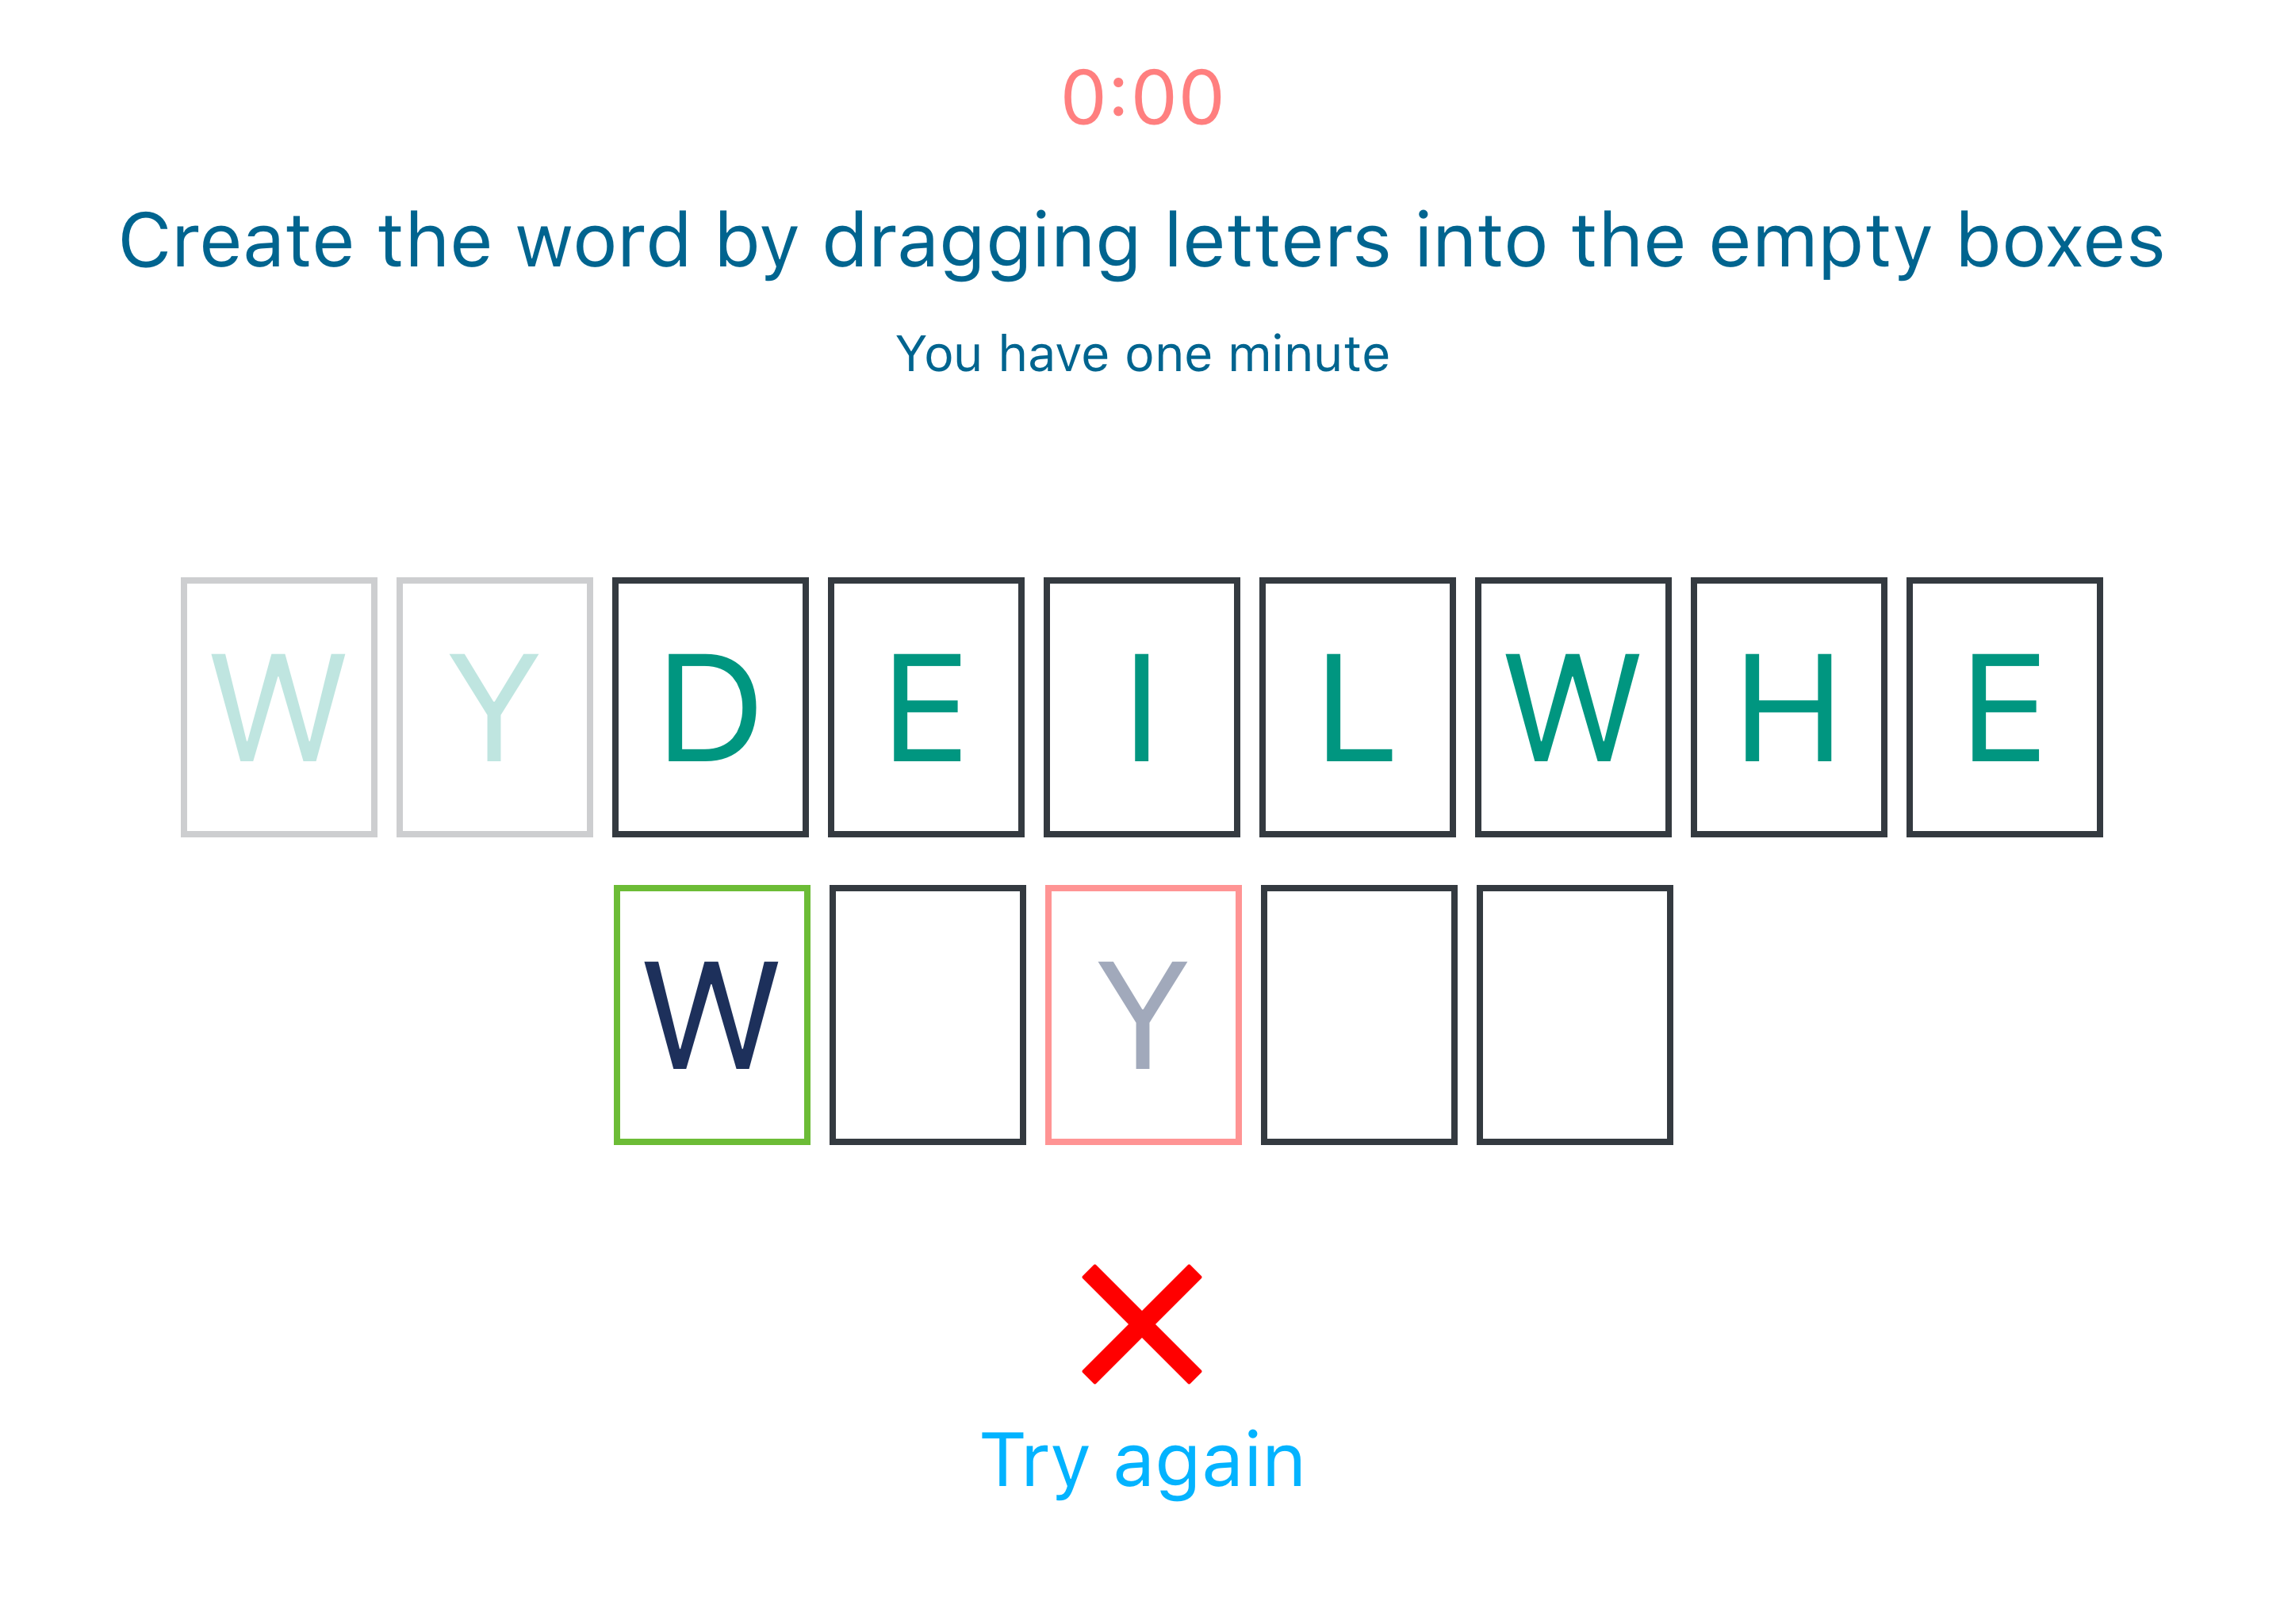 0:00
Create the word by dragging letters into the empty boxes
You have one minute
W Y D E I L W H E
W Y
Try again